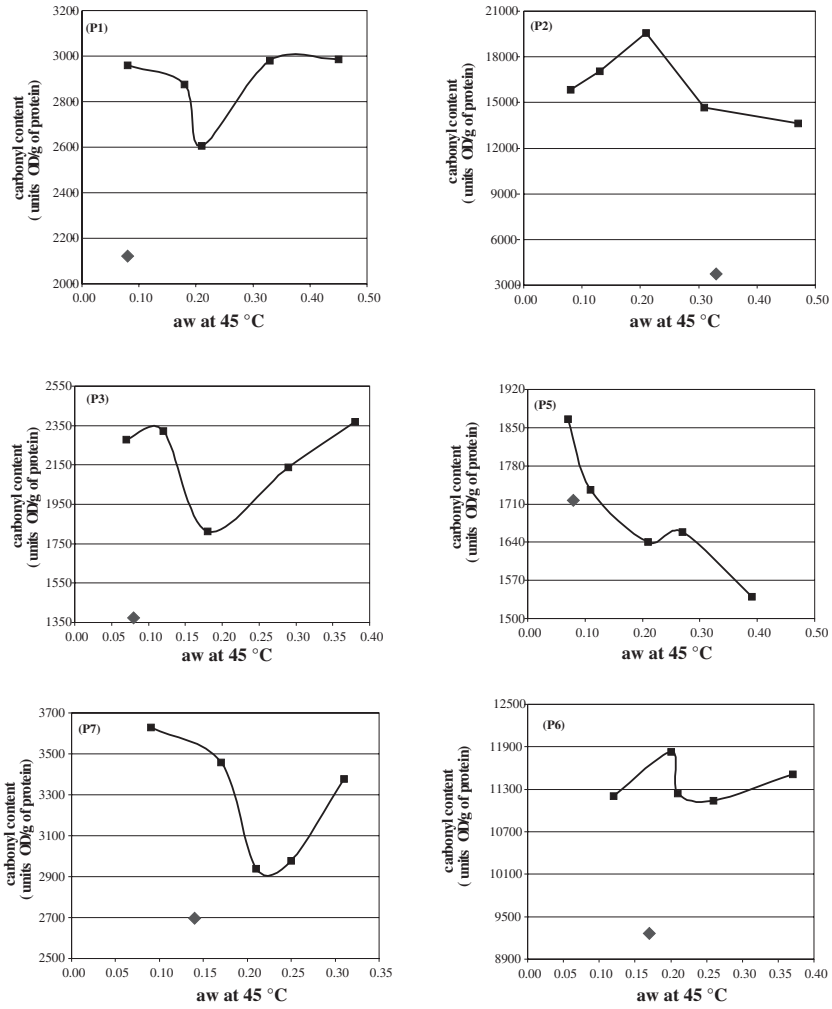 (P1)
carbonyl content
( units OD/g of protein)
3200
3000
2800
2600
2400
2200
2000
0.00 0.10 0.20 0.30 0.40 0.50
aw at 45 °C
(P2)
carbonyl content
( units OD/g of protein)
21000
18000
15000
12000
9000
6000
3000
0.00 0.10 0.20 0.30 0.40 0.50
aw at 45 °C
(P3)
carbonyl content
( units OD/g of protein)
2550
2350
2150
1950
1750
1550
1350
0.00 0.05 0.10 0.15 0.20 0.25 0.30 0.35 0.40
aw at 45 °C
(P5)
carbonyl content
( units OD/g of protein)
1920
1850
1780
1710
1640
1570
1500
0.00 0.10 0.20 0.30 0.40 0.50
aw at 45 °C
(P7)
carbonyl content
( units OD/g of protein)
3700
3500
3300
3100
2900
2700
2500
0.00 0.05 0.10 0.15 0.20 0.25 0.30 0.35
aw at 45 °C
(P6)
carbonyl content
( units OD/g of protein)
12500
11900
11300
10700
10100
9500
8900
0.00 0.05 0.10 0.15 0.20 0.25 0.30 0.35 0.40
aw at 45 °C